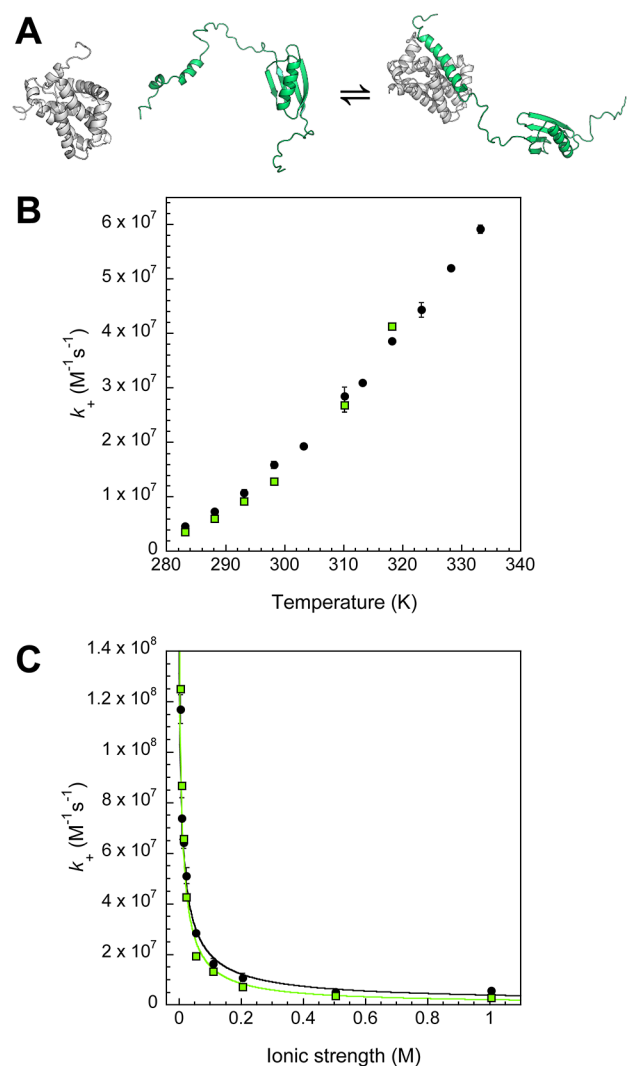 A
B
6 x 10⁷
5 x 10⁷
4 x 10⁷
3 x 10⁷
2 x 10⁷
1 x 10⁷
0
k₊ (M⁻¹s⁻¹)
280 290 300 310 320 330 340
Temperature (K)
C
1.4 x 10⁸
1.2 x 10⁸
1 x 10⁸
8 x 10⁷
6 x 10⁷
4 x 10⁷
2 x 10⁷
0
k₊ (M⁻¹s⁻¹)
0 0.2 0.4 0.6 0.8 1
Ionic strength (M)